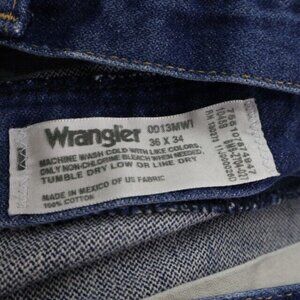 Wrangler 0013MWI
36 X 34
MACHINE WASH COLD WITH LIKE COLORS,
ONLY NON-CHLORINE BLEACH WHEN NEEDED,
TUMBLE DRY LOW OR LINE DRY
MADE IN MEXICO OF US FABRIC
100% COTTON